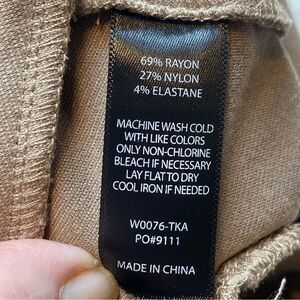 69% RAYON
27% NYLON
4% ELASTANE
MACHINE WASH COLD
WITH LIKE COLORS
ONLY NON-CHLORINE
BLEACH IF NECESSARY
LAY FLAT TO DRY
COOL IRON IF NEEDED
W0076-TKA
PO#9111
MADE IN CHINA